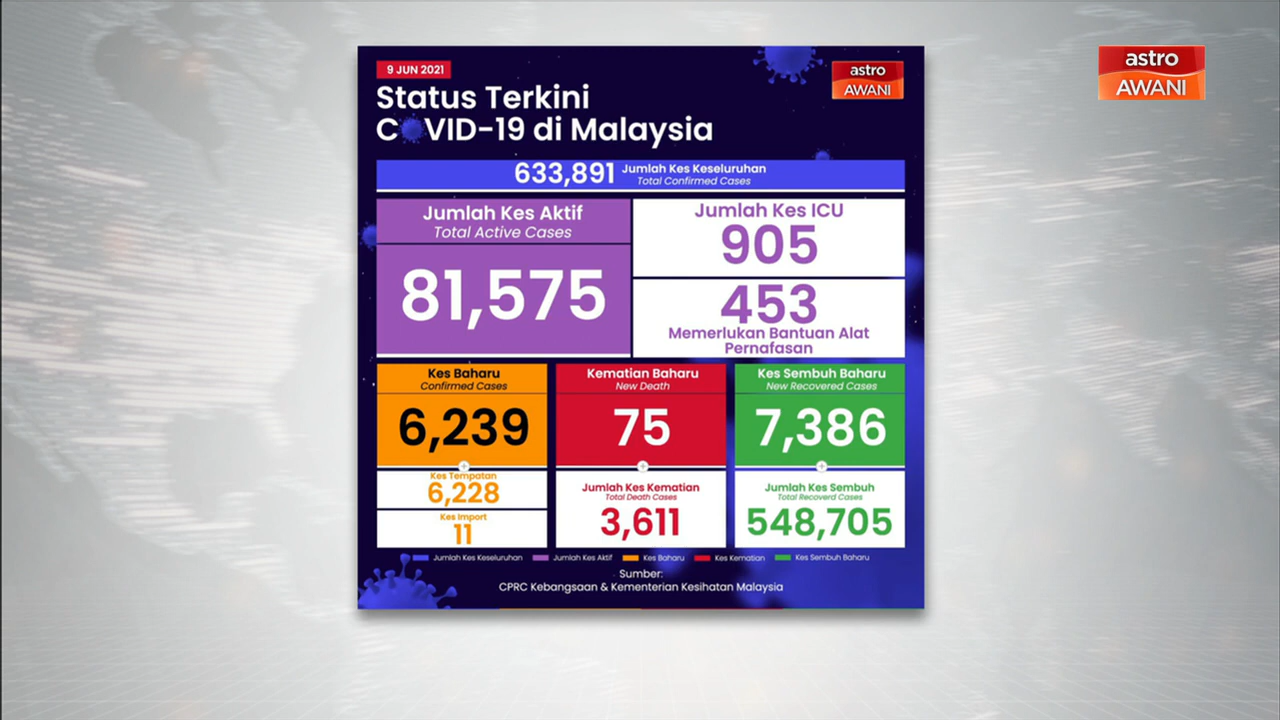 astro
AWANI
9 JUN 2021
astro
AWANI
Status Terkini
COVID-19 di Malaysia
633,891 Jumlah Kes Keseluruhan
Total Confirmed Cases
Jumlah Kes Aktif
Total Active Cases
81,575
Jumlah Kes ICU
905
453
Memerlukan Bantuan Alat
Pernafasan
Kes Baharu
Confirmed Cases
6,239
Kes Tempatan
6,228
Kes Import
11
Kematian Baharu
New Death
75
Jumlah Kes Kematian
Total Death Cases
3,611
Kes Sembuh Baharu
New Recovered Cases
7,386
Jumlah Kes Sembuh
Total Recoverd Cases
548,705
Jumlah Kes Keseluruhan Jumlah Kes Aktif Kes Baharu Kes Kematian Kes Sembuh Baharu
Sumber:
CPRC Kebangsaan & Kementerian Kesihatan Malaysia